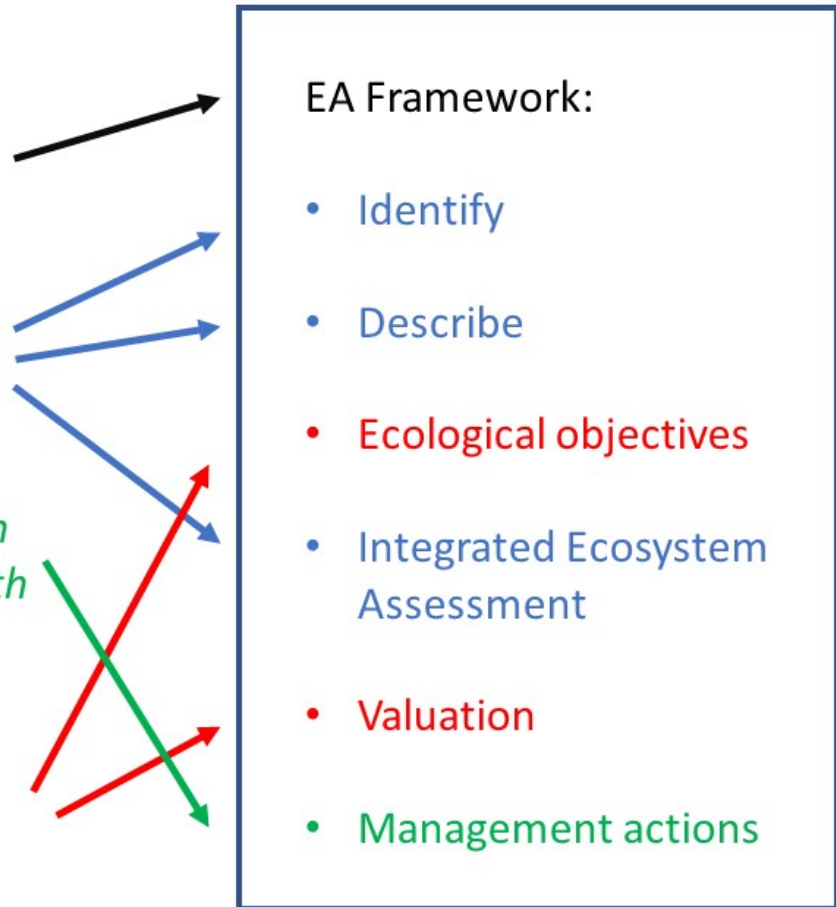 EA Framework:
• Identify
• Describe
• Ecological objectives
• Integrated Ecosystem
Assessment
• Valuation
• Management actions